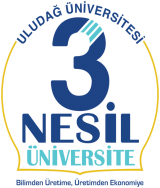 ULUDAĞ ÜNİVERSİTESİ
3
NESİL
ÜNİVERSİTE
Bilimden Üretime, Üretimden Ekonomiye